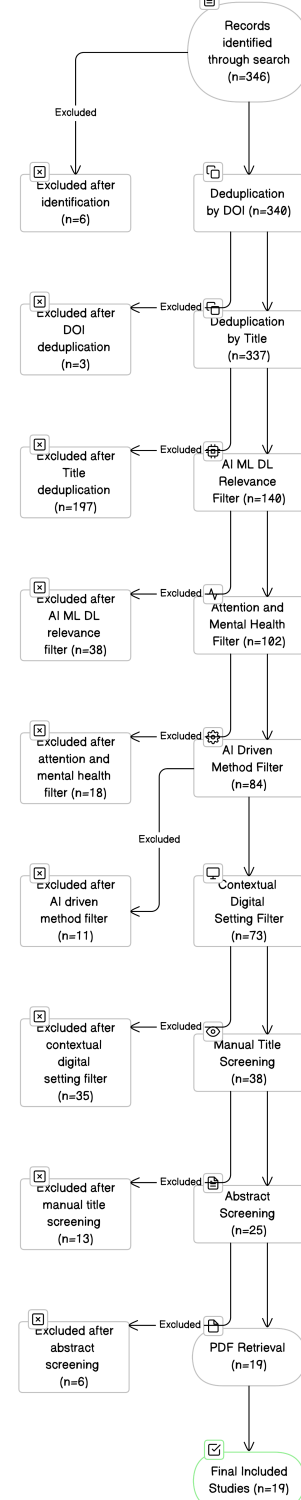 Records
identified
through search
(n=346)
Excluded
Excluded after
identification
(n=6)
Deduplication
by DOI (n=340)
Excluded
Excluded after
DOI
deduplication
(n=3)
Deduplication
by Title
(n=337)
Excluded
Excluded after
Title
deduplication
(n=197)
AI ML DL
Relevance
Filter (n=140)
Excluded
Excluded after
AI ML DL
relevance
filter (n=38)
Attention and
Mental Health
Filter (n=102)
Excluded
Excluded after
attention and
mental health
filter (n=18)
AI Driven
Method Filter
(n=84)
Excluded
Excluded after
AI driven
method filter
(n=11)
Contextual
Digital
Setting Filter
(n=73)
Excluded
Excluded after
contextual
digital
setting filter
(n=35)
Manual Title
Screening
(n=38)
Excluded
Excluded after
manual title
screening
(n=13)
Abstract
Screening
(n=25)
Excluded
Excluded after
abstract
screening
(n=6)
PDF Retrieval
(n=19)
Final Included
Studies (n=19)